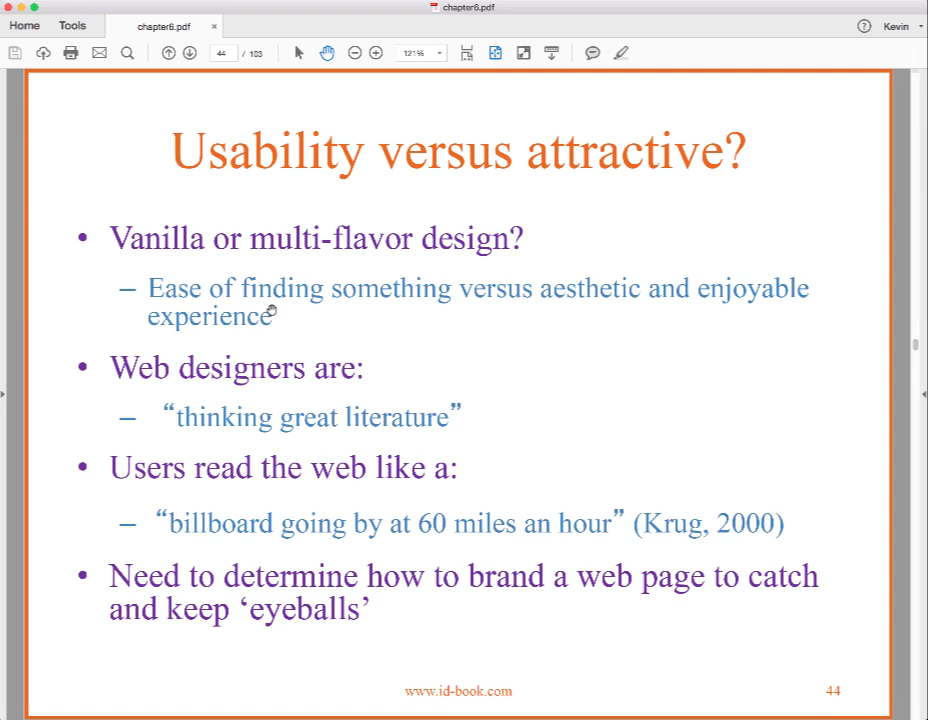 chapter6.pdf
Home Tools chapter6.pdf × ? Kevin
44 / 103 121%
Usability versus attractive?
• Vanilla or multi-flavor design?
– Ease of finding something versus aesthetic and enjoyable
experience
• Web designers are:
– “thinking great literature”
• Users read the web like a:
– “billboard going by at 60 miles an hour” (Krug, 2000)
• Need to determine how to brand a web page to catch
and keep ‘eyeballs’
www.id-book.com 44